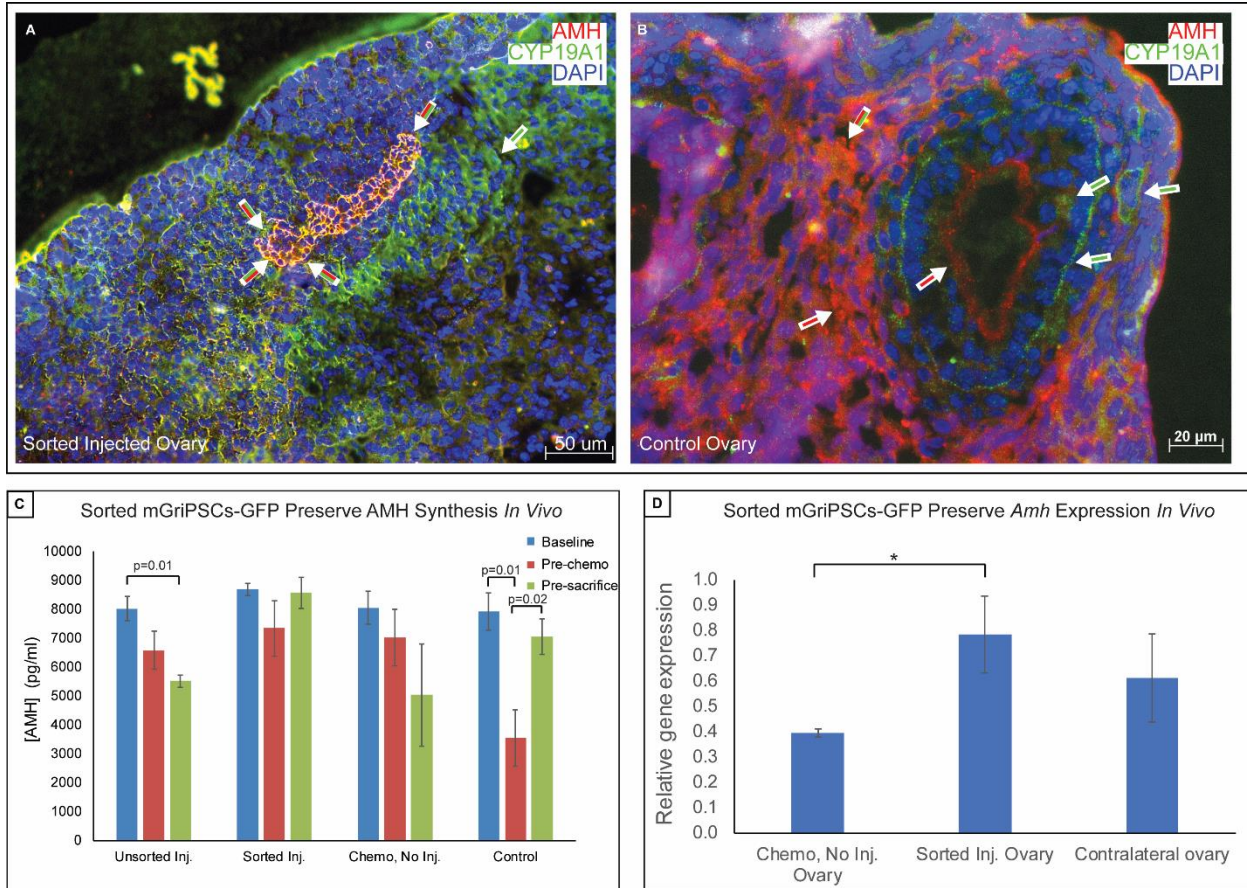 A
AMH
CYP19A1
DAPI
Sorted Injected Ovary
50 um
B
AMH
CYP19A1
DAPI
Control Ovary
20 µm
C
Sorted mGriPSCs-GFP Preserve AMH Synthesis In Vivo
10000
9000
8000
7000
6000
5000
4000
3000
2000
1000
0
[AMH] (pg/ml)
Baseline
Pre-chemo
Pre-sacrifice
p=0.01
p=0.01
p=0.02
Unsorted Inj.
Sorted Inj.
Chemo, No Inj.
Control
D
Sorted mGriPSCs-GFP Preserve Amh Expression In Vivo
*
1.0
0.9
0.8
0.7
0.6
0.5
0.4
0.3
0.2
0.1
0.0
Relative gene expression
Chemo, No Inj.
Ovary
Sorted Inj. Ovary
Contralateral ovary